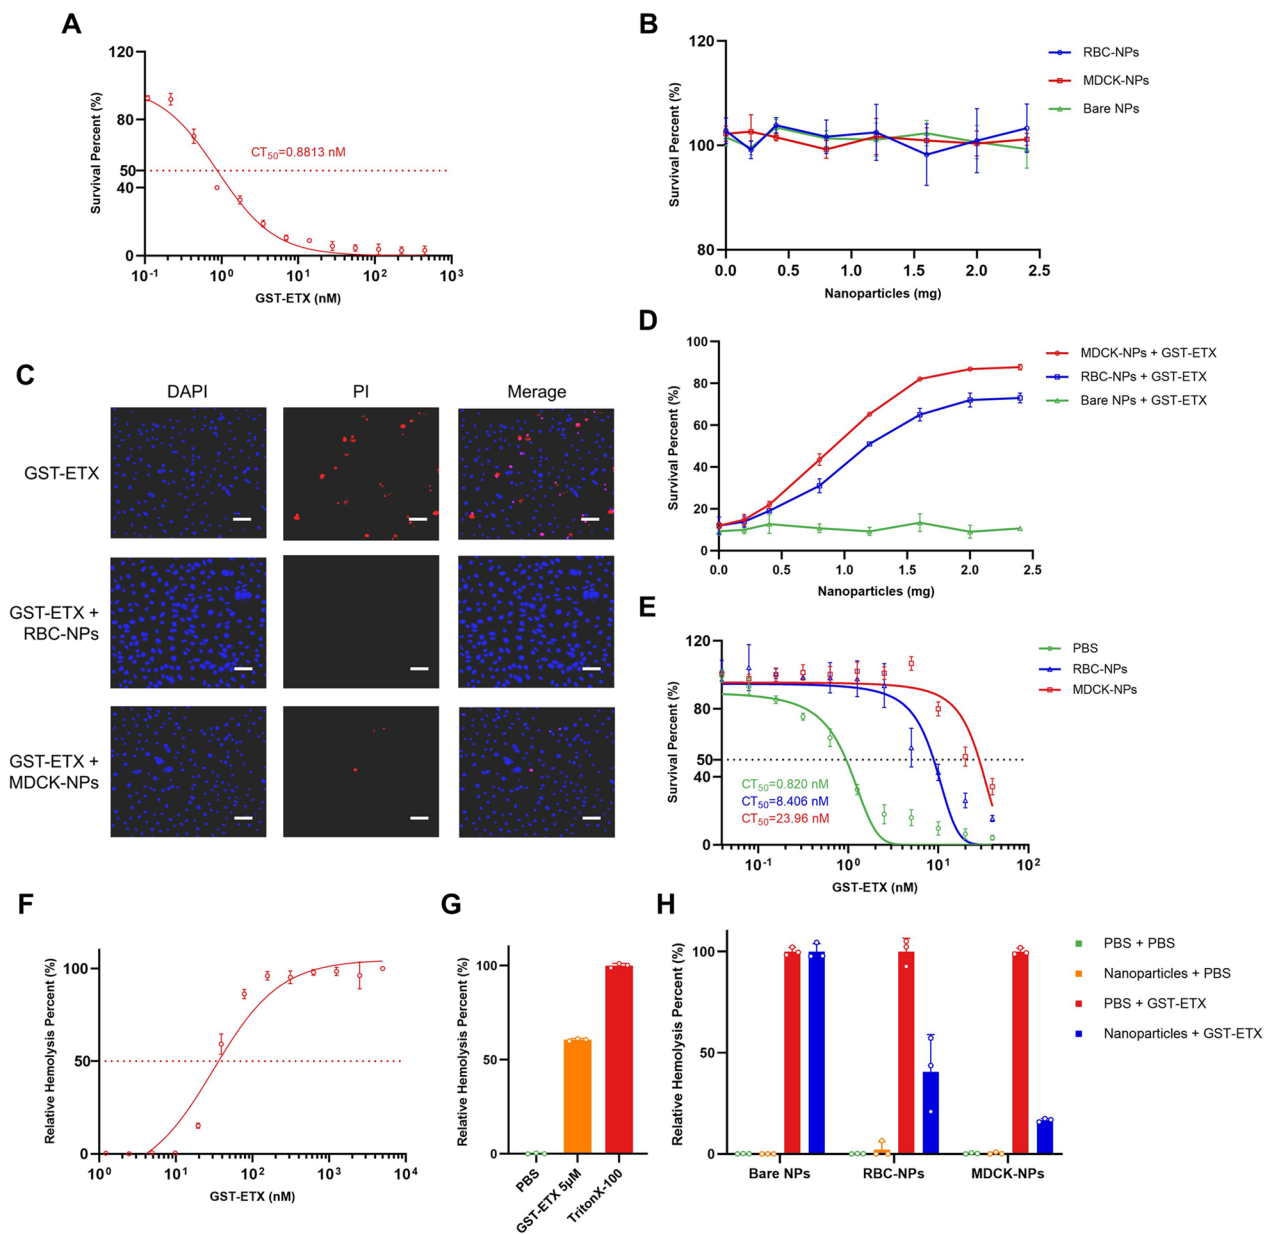 A
120
80
50
40
0
Survival Percent (%)
CT50=0.8813 nM
10-1
100
101
102
103
GST-ETX (nM)
B
120
100
80
Survival Percent (%)
0.0
0.5
1.0
1.5
2.0
2.5
Nanoparticles (mg)
RBC-NPs
MDCK-NPs
Bare NPs
C
DAPI
PI
Merage
GST-ETX
GST-ETX +
RBC-NPs
GST-ETX +
MDCK-NPs
D
100
80
60
40
20
0
Survival Percent (%)
0.0
0.5
1.0
1.5
2.0
2.5
Nanoparticles (mg)
MDCK-NPs + GST-ETX
RBC-NPs + GST-ETX
Bare NPs + GST-ETX
E
120
80
50
40
0
Survival Percent (%)
CT50=0.820 nM
CT50=8.406 nM
CT50=23.96 nM
10-1
100
101
102
GST-ETX (nM)
PBS
RBC-NPs
MDCK-NPs
F
100
50
0
Relative Hemolysis Percent (%)
100
101
102
103
104
GST-ETX (nM)
G
100
50
0
Relative Hemolysis Percent (%)
PBS
GST-ETX 5μM
TritonX-100
H
100
50
0
Relative Hemolysis Percent (%)
Bare NPs
RBC-NPs
MDCK-NPs
PBS + PBS
Nanoparticles + PBS
PBS + GST-ETX
Nanoparticles + GST-ETX